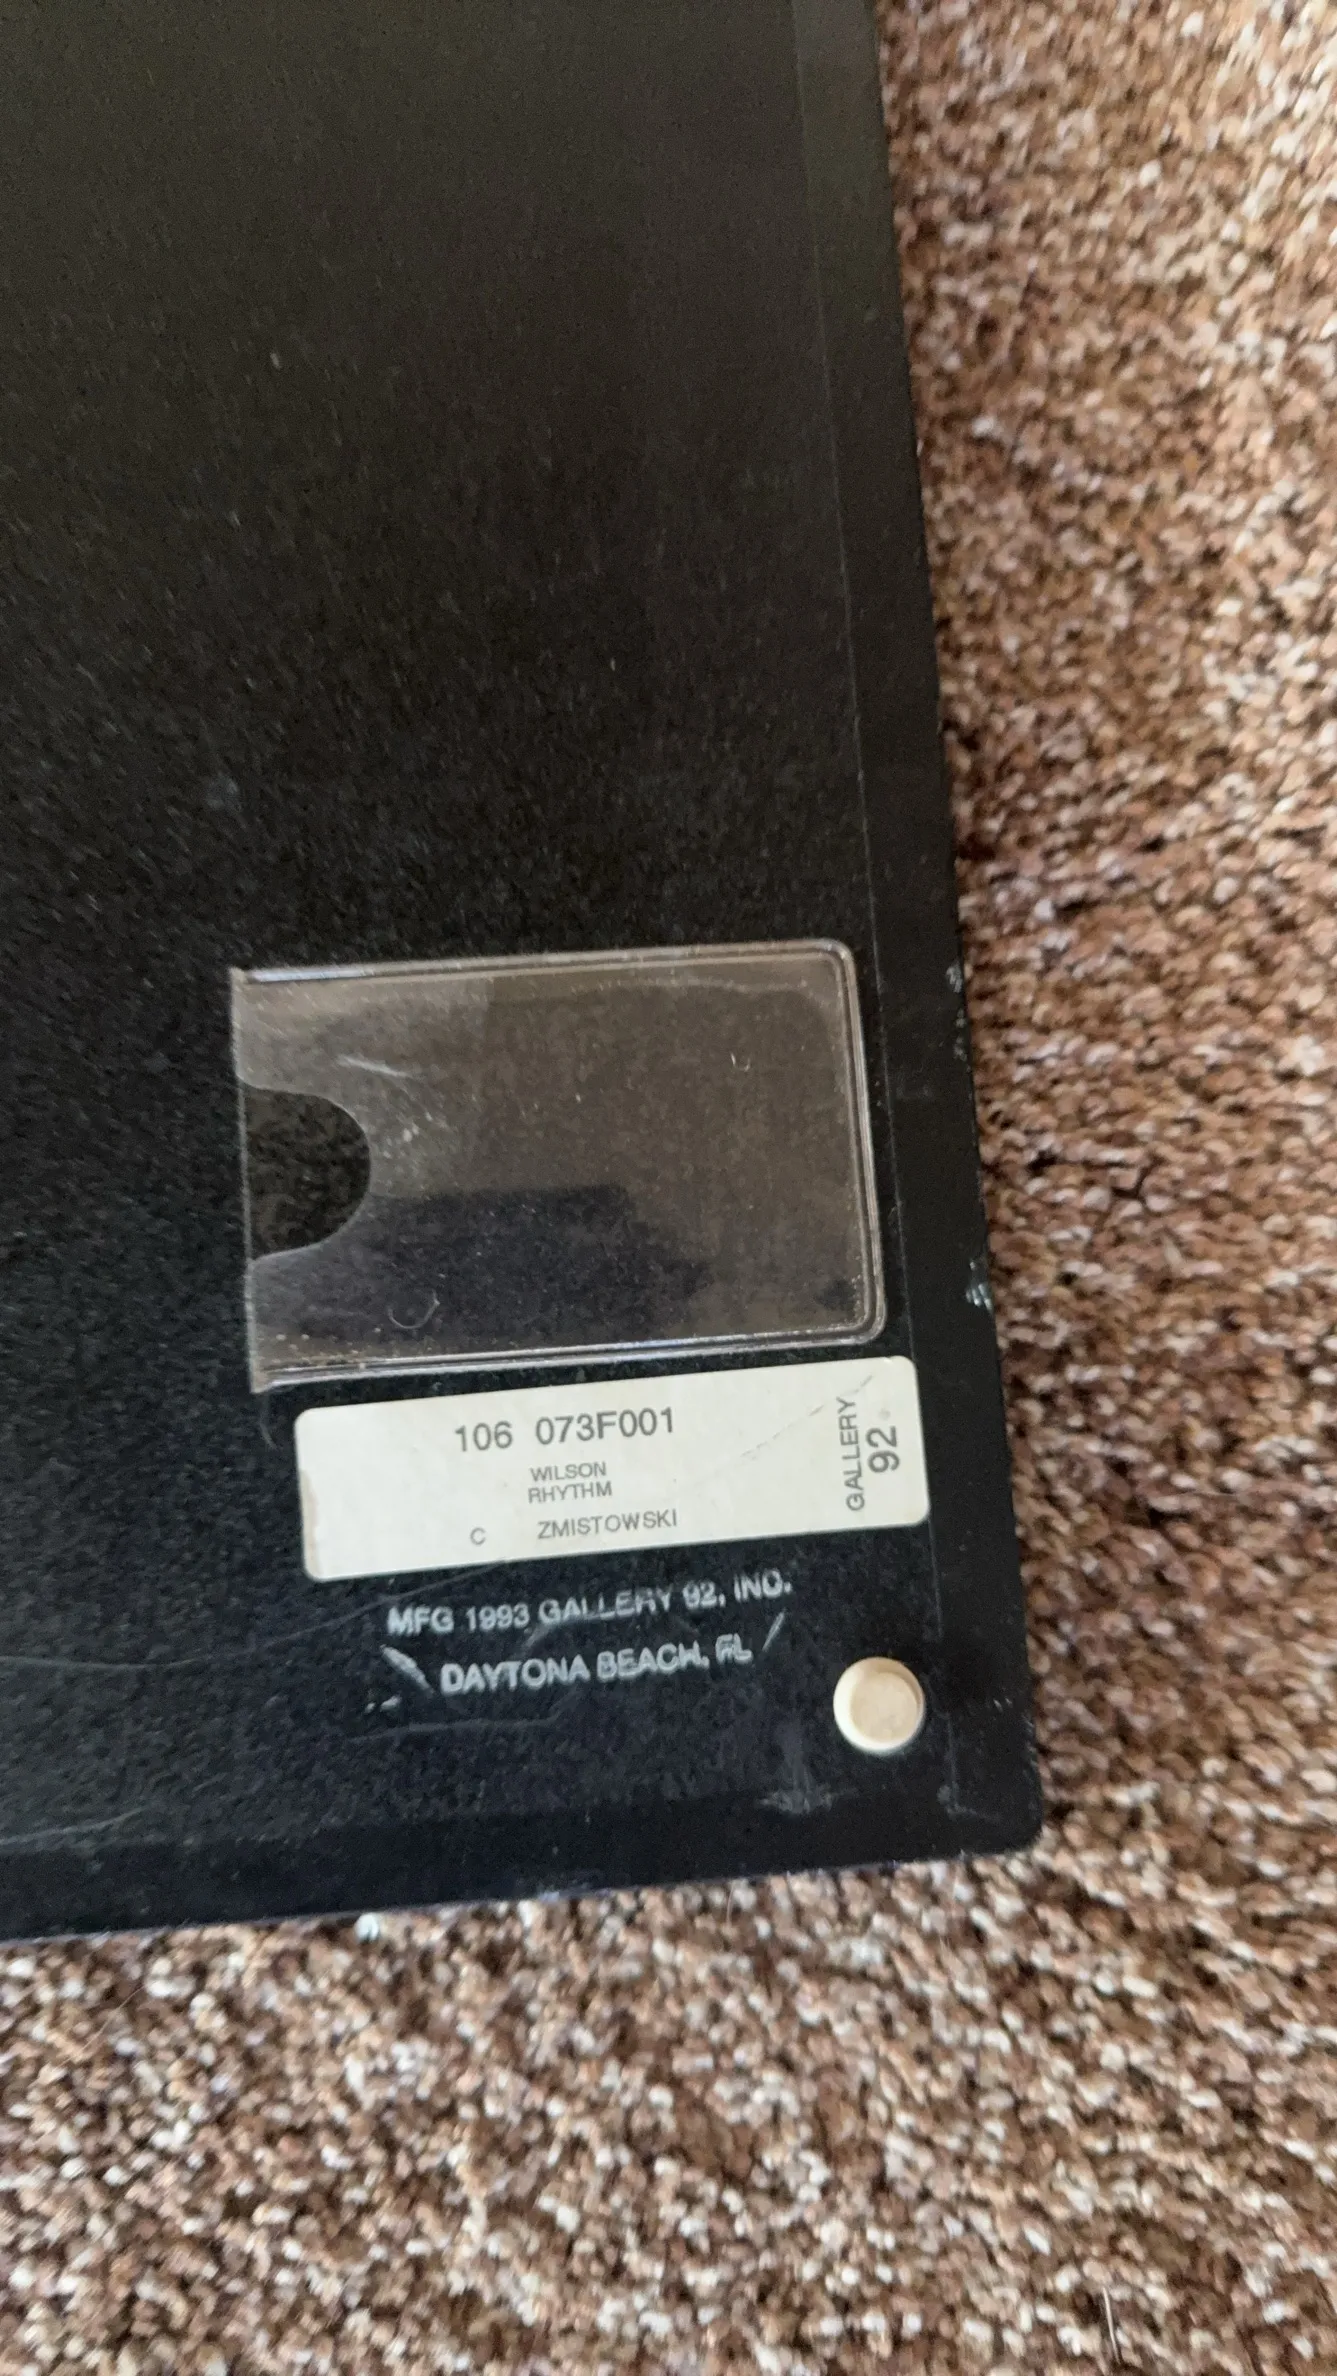 106 073F001
WILSON
RHYTHM
C ZMISTOWSKI
GALLERY
92
MFG 1993 GALLERY 92, INC.
DAYTONA BEACH, FL